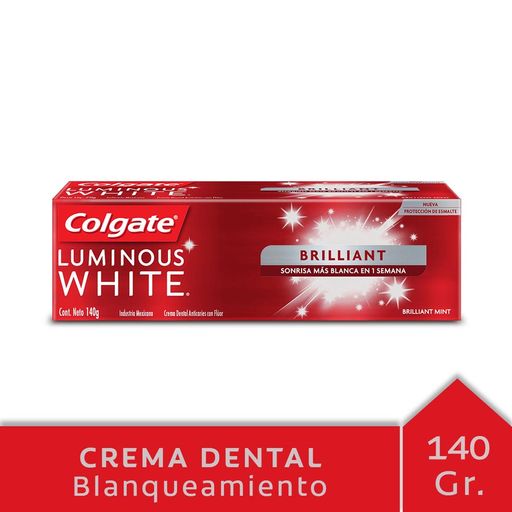 BRILLIANT
Colgate®
LUMINOUS
WHITE®
Cont. Neto 140g
Industria Mexicana
Crema Dental Anticaries con Flúor
NUEVA
PROTECCIÓN DE ESMALTE
BRILLIANT
SONRISA MÁS BLANCA EN 1 SEMANA
BRILLIANT MINT
CREMA DENTAL
Blanqueamiento
140
Gr.